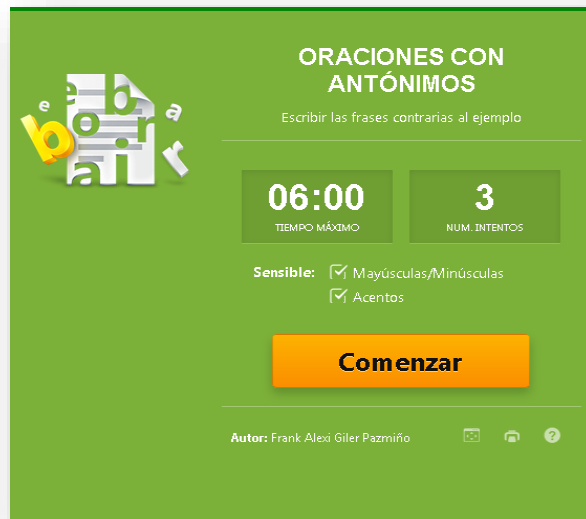 ORACIONES CON
ANTÓNIMOS
Escribir las frases contrarias al ejemplo
06:00
TIEMPO MÁXIMO
3
NUM. INTENTOS
Sensible: Mayúsculas/Minúsculas
Acentos
Comenzar
Autor: Frank Alexi Giler Pazmiño